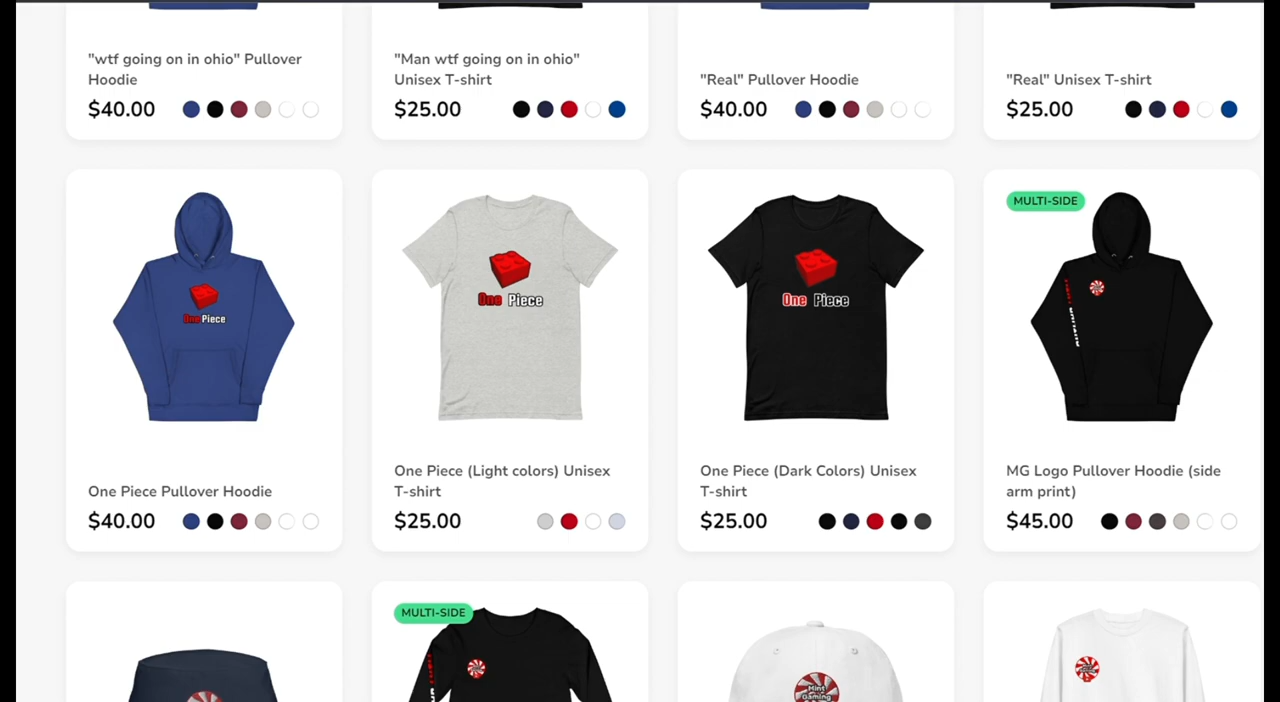 "wtf going on in ohio" Pullover
Hoodie
$40.00
"Man wtf going on in ohio"
Unisex T-shirt
$25.00
"Real" Pullover Hoodie
$40.00
"Real" Unisex T-shirt
$25.00
One Piece
One Piece Pullover Hoodie
$40.00
One Piece
One Piece (Light colors) Unisex
T-shirt
$25.00
One Piece
One Piece (Dark Colors) Unisex
T-shirt
$25.00
MULTI-SIDE
MG Logo Pullover Hoodie (side
arm print)
$45.00
MULTI-SIDE
Mint
Gaming